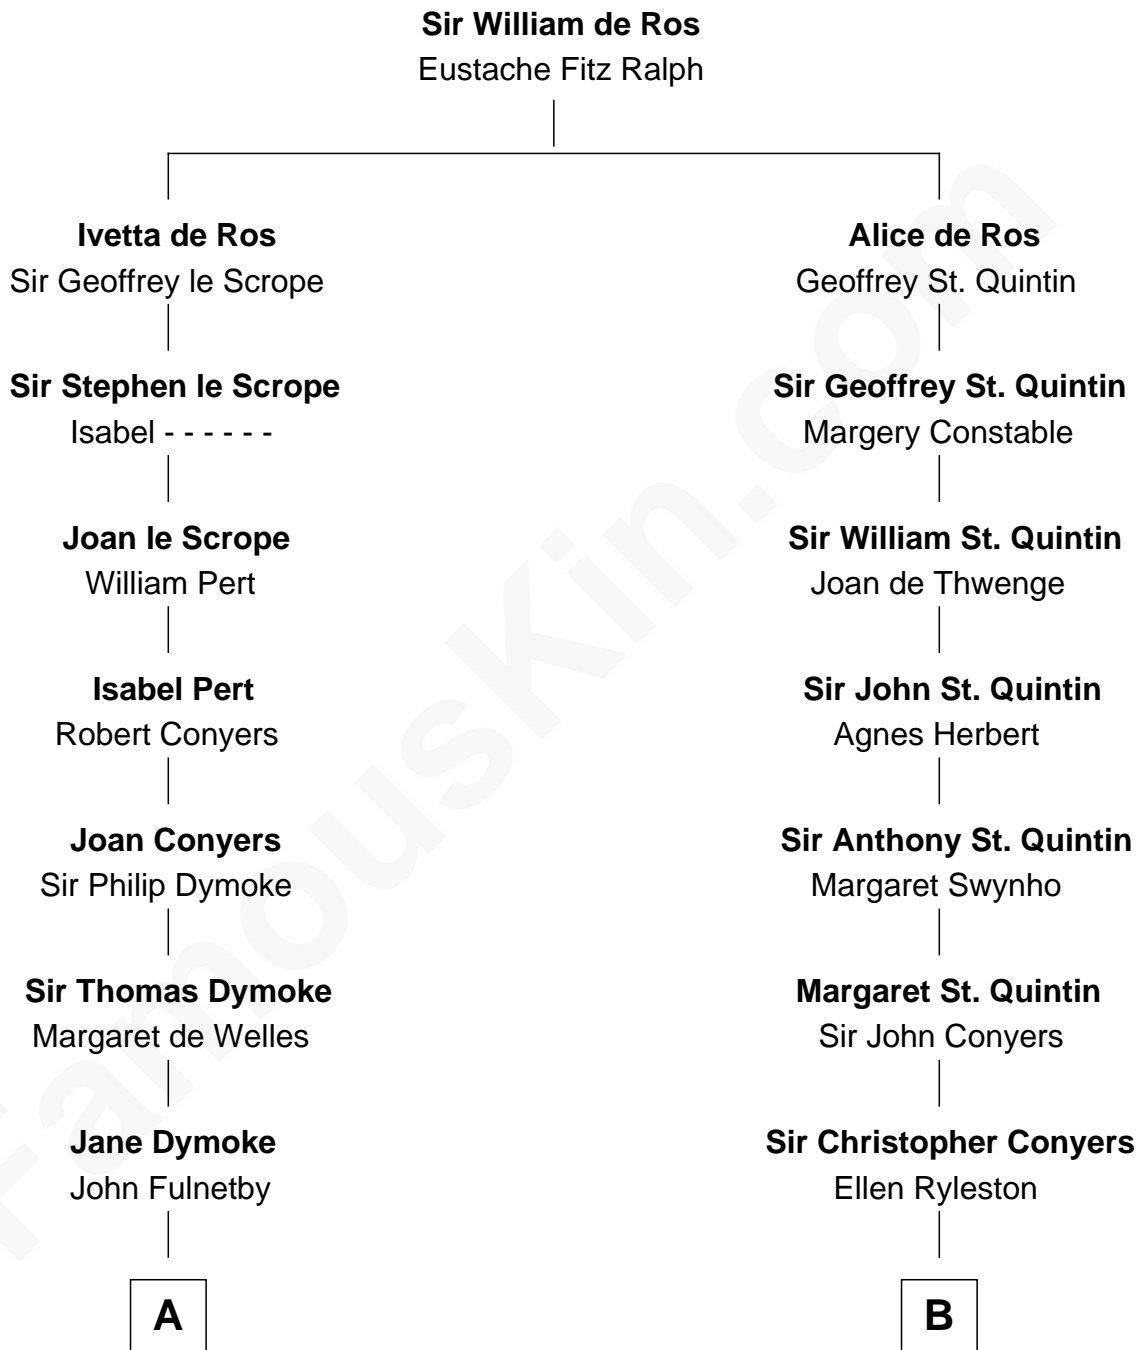 Sir William de Ros
Eustache Fitz Ralph
Ivetta de Ros
Sir Geoffrey le Scrope
Sir Stephen le Scrope
Isabel - - - - - -
Joan le Scrope
William Pert
Isabel Pert
Robert Conyers
Joan Conyers
Sir Philip Dymoke
Sir Thomas Dymoke
Margaret de Welles
Jane Dymoke
John Fulnetby
A
Alice de Ros
Geoffrey St. Quintin
Sir Geoffrey St. Quintin
Margery Constable
Sir William St. Quintin
Joan de Thwenge
Sir John St. Quintin
Agnes Herbert
Sir Anthony St. Quintin
Margaret Swynho
Margaret St. Quintin
Sir John Conyers
Sir Christopher Conyers
Ellen Ryleston
B
FamousKin.com